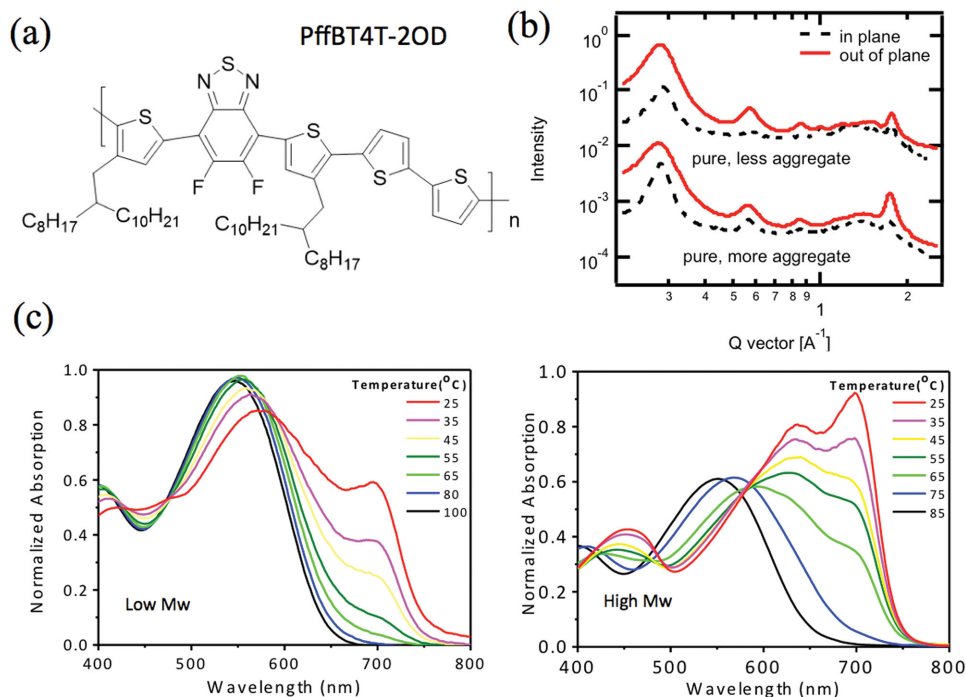 (a)
PffBT4T-2OD
N
S
N
S
S
S
S
F
F
n
C8H17
C10H21
C10H21
C8H17
(b)
in plane
out of plane
10^0
10^-1
10^-2
10^-3
10^-4
Intensity
pure, less aggregate
pure, more aggregate
3 4 5 6 7 8 9 1 2
Q vector [A^-1]
(c)
Temperature(°C)
25
35
45
55
65
80
100
1.0
0.8
0.6
0.4
0.2
0.0
Normalized Absorption
Low Mw
400 500 600 700 800
Wavelength (nm)
Temperature(°C)
25
35
45
55
65
75
85
1.0
0.8
0.6
0.4
0.2
0.0
Normalized Absorption
High Mw
400 500 600 700 800
Wavelength (nm)